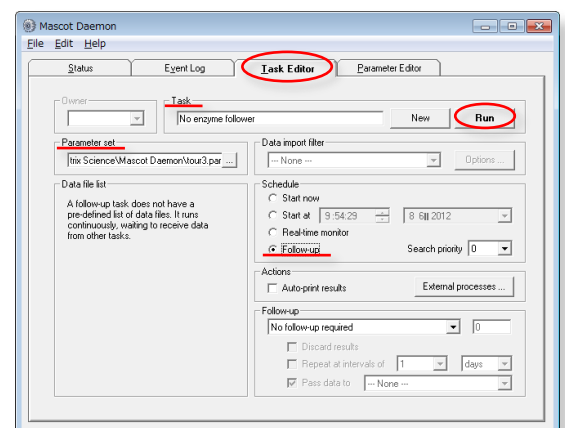 Mascot Daemon
File Edit Help
Status Event Log Task Editor Parameter Editor
Owner Task
No enzyme follower New Run
Parameter set Data import filter
trix Science\Mascot Daemon\tour3.par ... --- None --- Options ...
Data file list Schedule
A follow-up task does not have a
pre-defined list of data files. It runs
continuously, waiting to receive data
from other tasks.
Start now
Start at 9:54:29 8 2012
Real-time monitor
Follow-up Search priority 0
Actions
Auto-print results External processes ...
Follow-up
No follow-up required 0
Discard results
Repeat at intervals of 1 days
Pass data to --- None ---